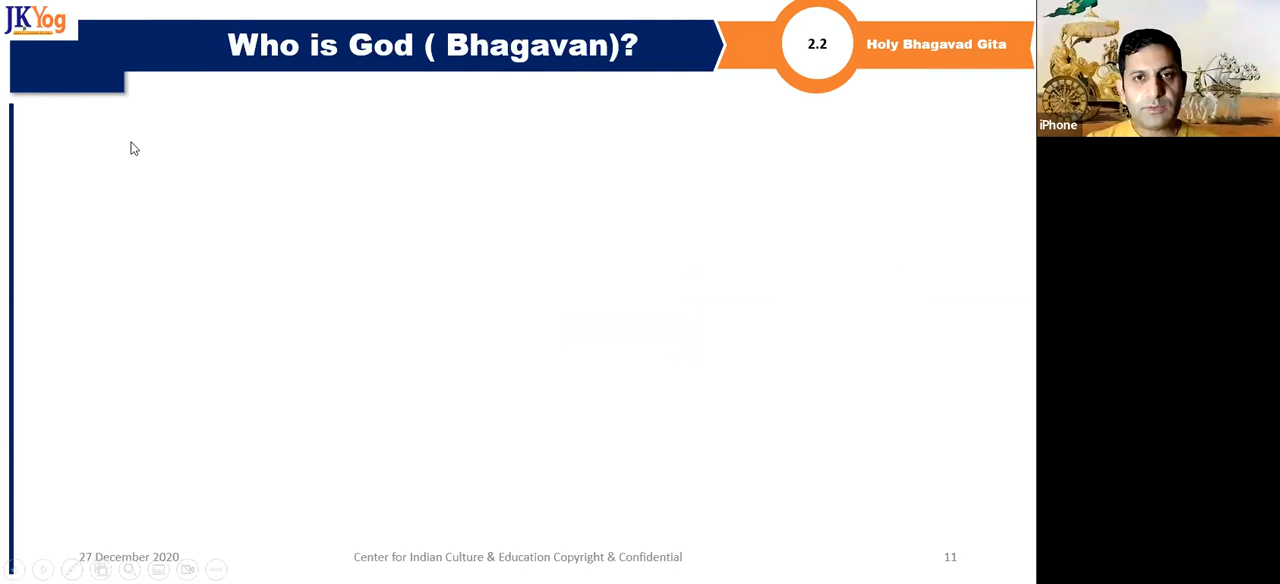 JKYog
Who is God ( Bhagavan)?
2.2
Holy Bhagavad Gita
iPhone
27 December 2020
Center for Indian Culture & Education Copyright & Confidential
11